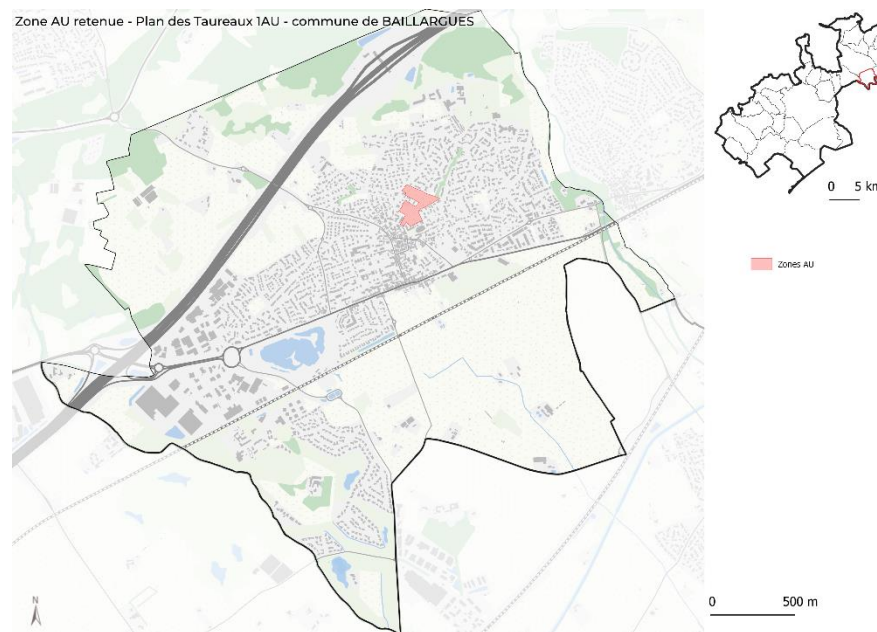 Zone AU retenue - Plan des Taureaux 1AU - commune de BAILLARGUES
0 5 km
Zones AU
N
0 500 m